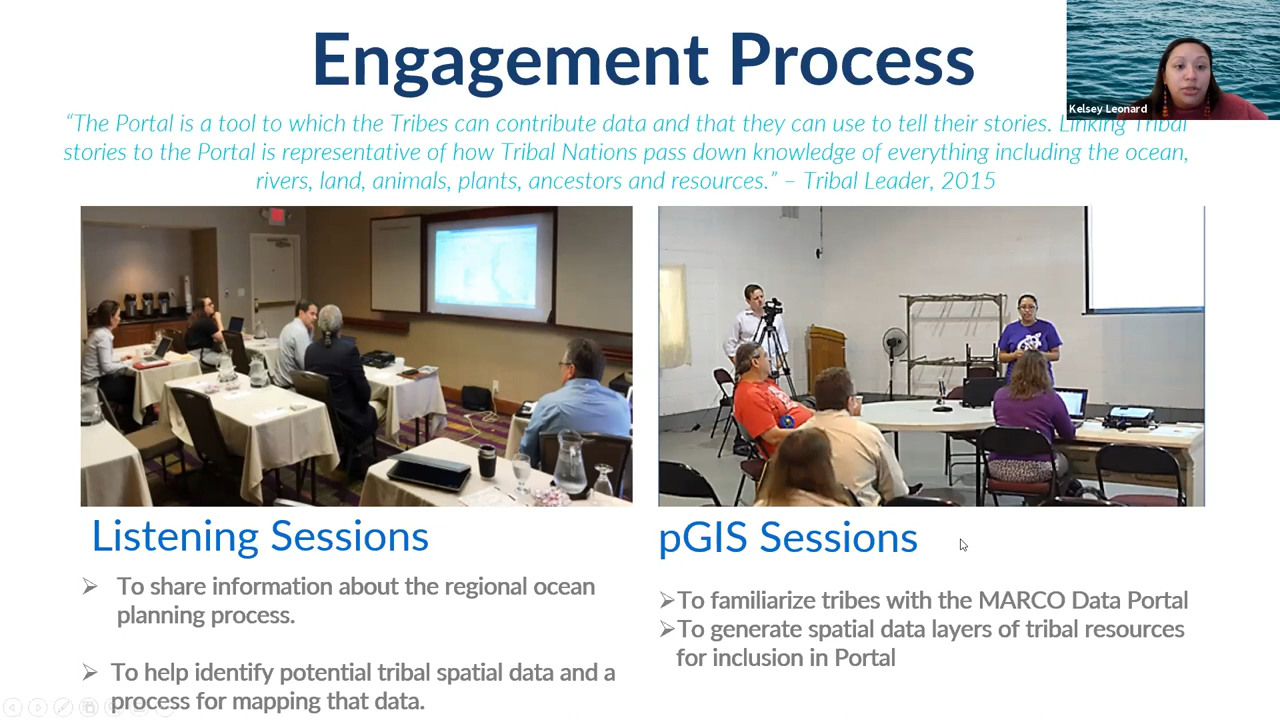 Engagement Process
Kelsey Leonard
“The Portal is a tool to which the Tribes can contribute data and that they can use to tell their stories. Linking Tribal
stories to the Portal is representative of how Tribal Nations pass down knowledge of everything including the ocean,
rivers, land, animals, plants, ancestors and resources.” – Tribal Leader, 2015
Listening Sessions
➢ To share information about the regional ocean
planning process.
➢ To help identify potential tribal spatial data and a
process for mapping that data.
pGIS Sessions
➢To familiarize tribes with the MARCO Data Portal
➢To generate spatial data layers of tribal resources
for inclusion in Portal